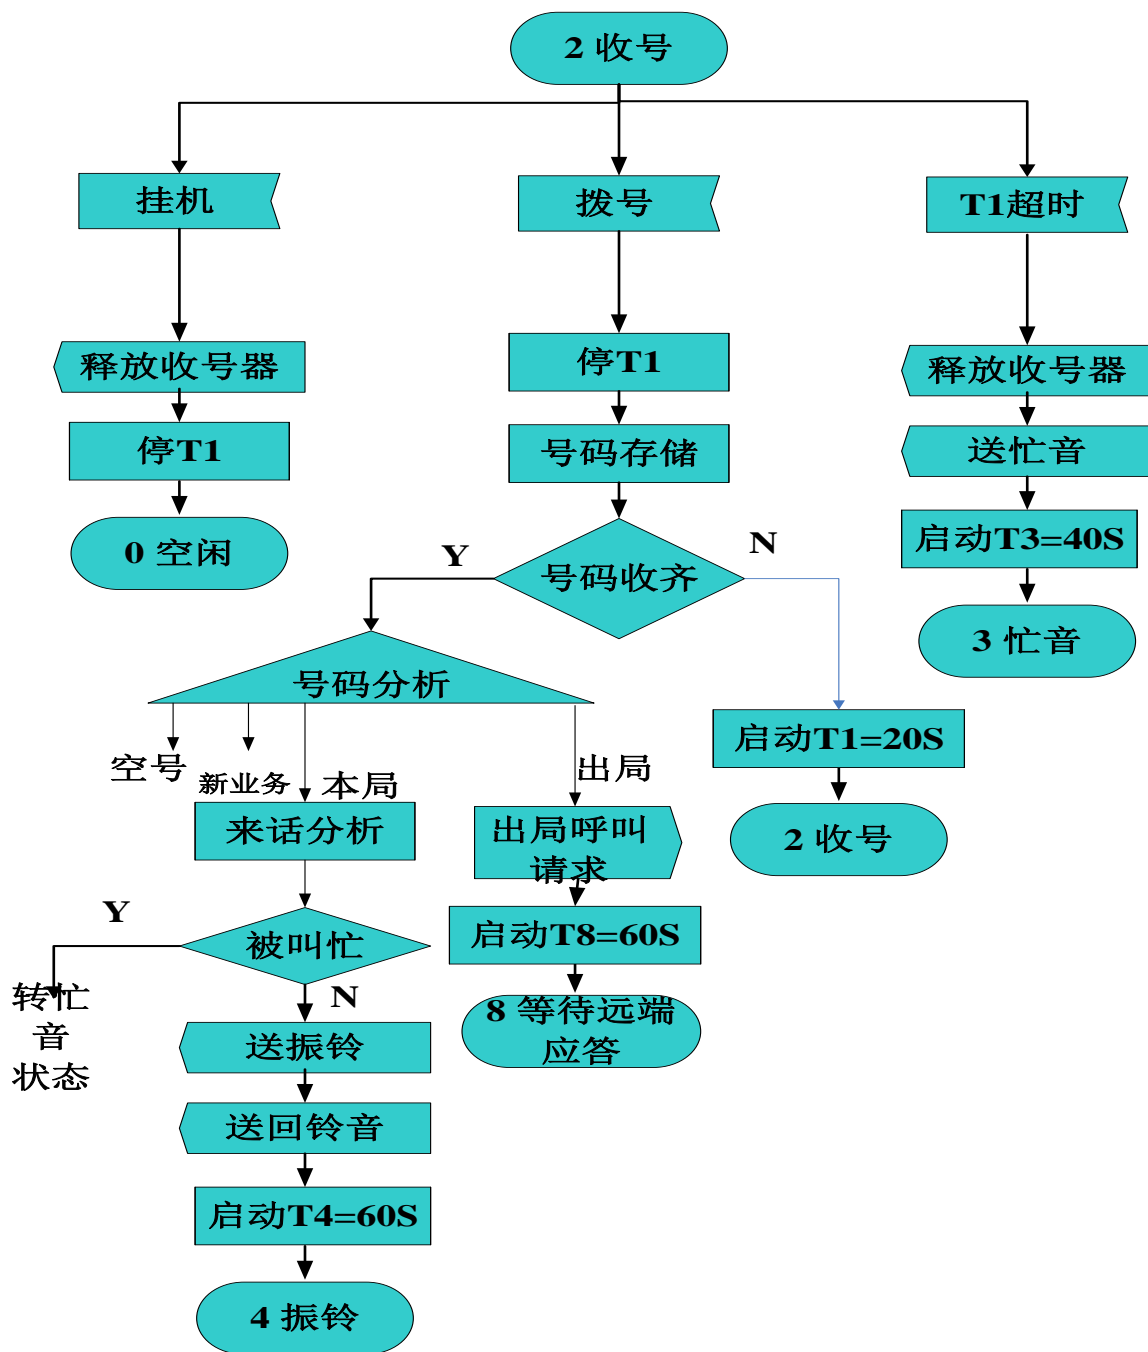 2 收号
挂机
拨号
T1超时
释放收号器
停T1
释放收号器
停T1
号码存储
送忙音
0 空闲
Y
号码收齐
N
启动T3=40S
3 忙音
号码分析
空号
新业务
本局
出局
启动T1=20S
来话分析
出局呼叫
请求
2 收号
Y
被叫忙
N
启动T8=60S
转忙
音
状态
8 等待远端
应答
送振铃
送回铃音
启动T4=60S
4 振铃